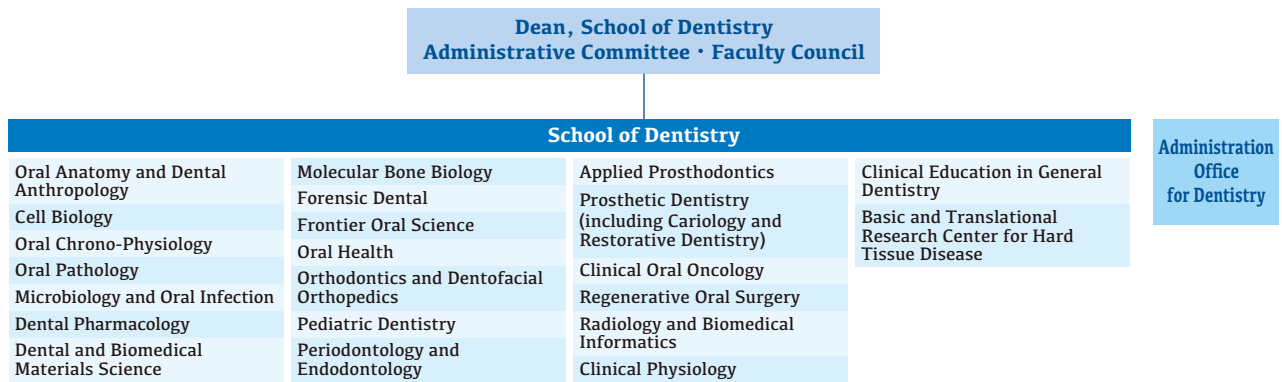 Dean, School of Dentistry
Administrative Committee・Faculty Council
School of Dentistry
Oral Anatomy and Dental
Anthropology
Cell Biology
Oral Chrono-Physiology
Oral Pathology
Microbiology and Oral Infection
Dental Pharmacology
Dental and Biomedical
Materials Science
Molecular Bone Biology
Forensic Dental
Frontier Oral Science
Oral Health
Orthodontics and Dentofacial
Orthopedics
Pediatric Dentistry
Periodontology and
Endodontology
Applied Prosthodontics
Prosthetic Dentistry
(including Cariology and
Restorative Dentistry)
Clinical Oral Oncology
Regenerative Oral Surgery
Radiology and Biomedical
Informatics
Clinical Physiology
Clinical Education in General
Dentistry
Basic and Translational
Research Center for Hard
Tissue Disease
Administration
Office
for Dentistry